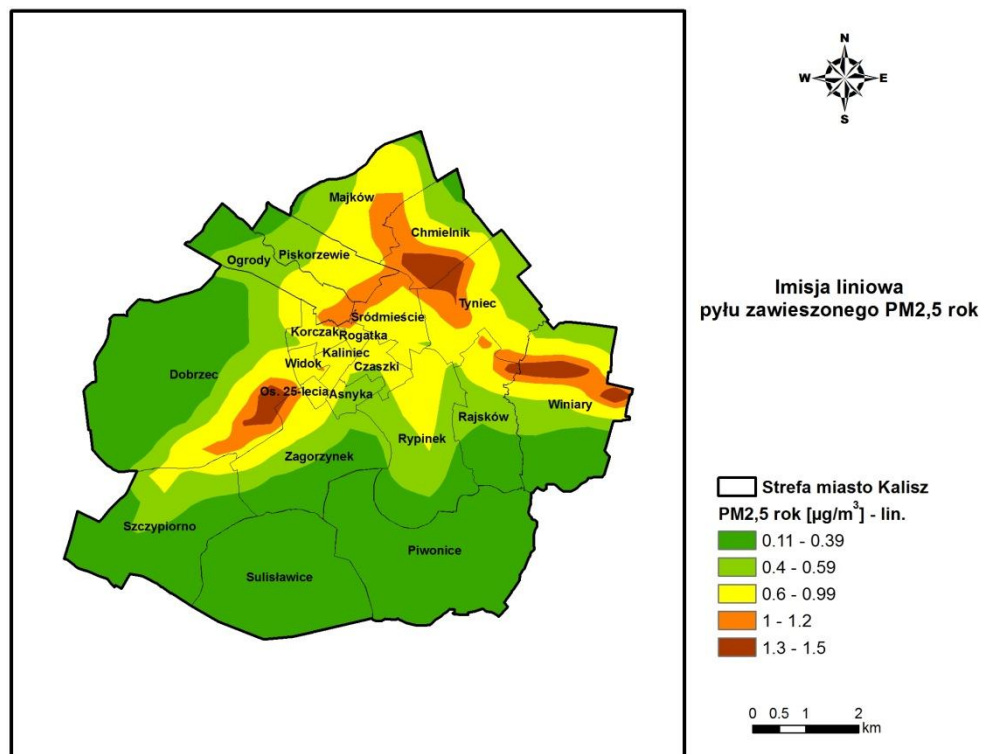 N
W E
S
Imisja liniowa
pyłu zawieszonego PM2,5 rok
Majków
Chmielnik
Piskorzewie
Ogrody
Tyniec
Śródmieście
Korczak
Rogatka
Kaliniec
Widok
Czaszki
Dobrzec
Os. 25-lecia
Asnyka
Winiary
Rajsków
Rypinek
Zagorzynek
Szczypiorno
Piwonice
Sulisławice
Strefa miasto Kalisz
PM2,5 rok [µg/m³] - lin.
0.11 - 0.39
0.4 - 0.59
0.6 - 0.99
1 - 1.2
1.3 - 1.5
0 0.5 1 2
km